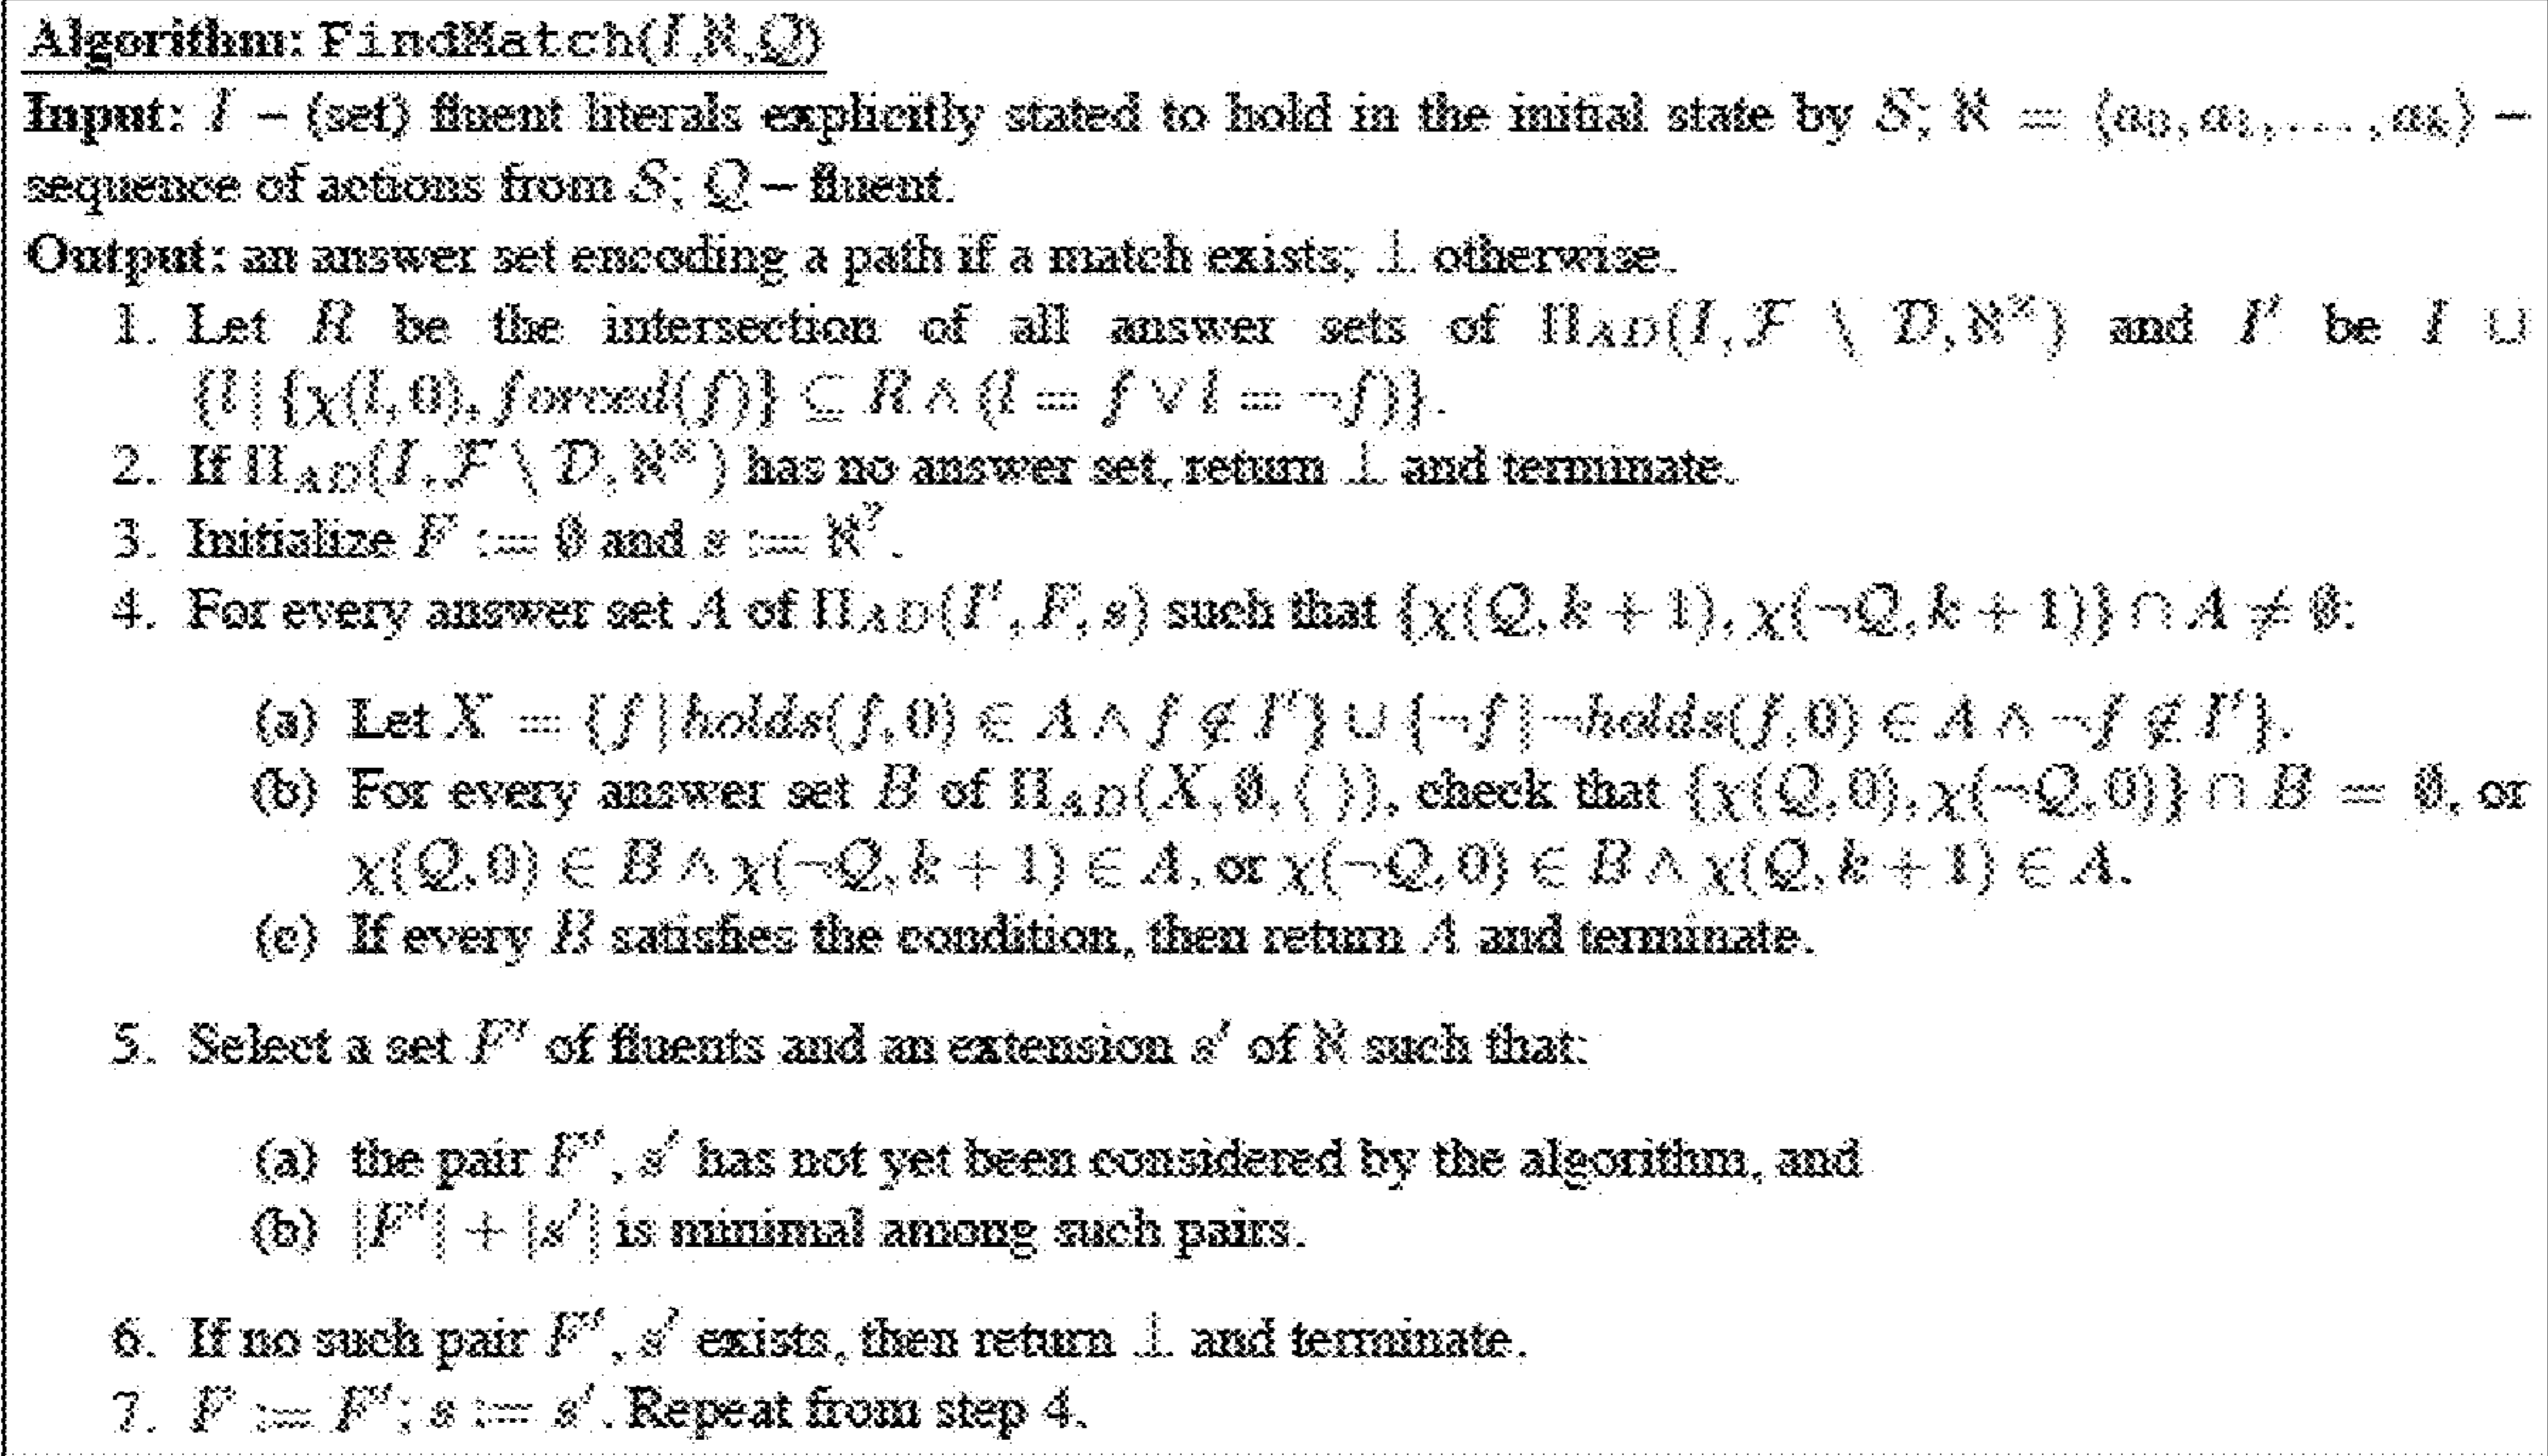 Algorithm: FindMatch(I,ℵ,Q)
Input: I – (set) fluent literals explicitly stated to hold in the initial state by S; ℵ = ⟨a₀, a₁, . . . , aₖ⟩ –
sequence of actions from S; Q – fluent.
Output: an answer set encoding a path if a match exists; ⊥ otherwise.
1. Let R be the intersection of all answer sets of Π_AD(I, F \ D, ℵ) and I′ be I ∪
{l | {χ(l, 0), forced(f)} ⊆ R ∧ (l = f ∨ l = ¬f)}.
2. If Π_AD(I, F \ D, ℵ) has no answer set, return ⊥ and terminate.
3. Initialize F := ∅ and s := ℵ^?.
4. For every answer set A of Π_AD(I′, F, s) such that {χ(Q, k + 1), χ(¬Q, k + 1)} ∩ A ≠ ∅:
(a) Let X = {f | holds(f, 0) ∈ A ∧ f ∉ I′} ∪ {¬f | ¬holds(f, 0) ∈ A ∧ ¬f ∉ I′}.
(b) For every answer set B of Π_AD(X, ∅, ⟨ ⟩), check that {χ(Q, 0), χ(¬Q, 0)} ∩ B = ∅, or
χ(Q, 0) ∈ B ∧ χ(¬Q, k + 1) ∈ A, or χ(¬Q, 0) ∈ B ∧ χ(Q, k + 1) ∈ A.
(c) If every B satisfies the condition, then return A and terminate.
5. Select a set F′ of fluents and an extension s′ of ℵ such that:
(a) the pair F′, s′ has not yet been considered by the algorithm, and
(b) |F′| + |s′| is minimal among such pairs.
6. If no such pair F′, s′ exists, then return ⊥ and terminate.
7. F := F′; s := s′. Repeat from step 4.